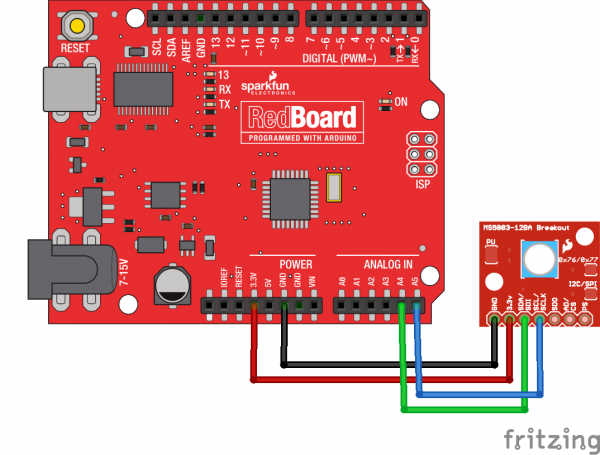 RESET
SCL
SDA
AREF
GND
13
12
~11
~10
~9
8
7
~6
~5
4
~3
2
1
0
TX
RX
DIGITAL (PWM~)
13
RX
TX
sparkfun
ELECTRONICS
RedBoard
PROGRAMMED WITH ARDUINO
ON
ISP
7-15V
POWER
ANALOG IN
IOREF
RESET
3.3V
5V
GND
GND
VIN
A0
A1
A2
A3
A4
A5
MS5803-12BA Breakout
PU
0x76/0x77
I2C/SPI
GND
3.3v
SDA/
SDI
SCL/
SCLK
SDO
AD/
CS
PS
fritzing